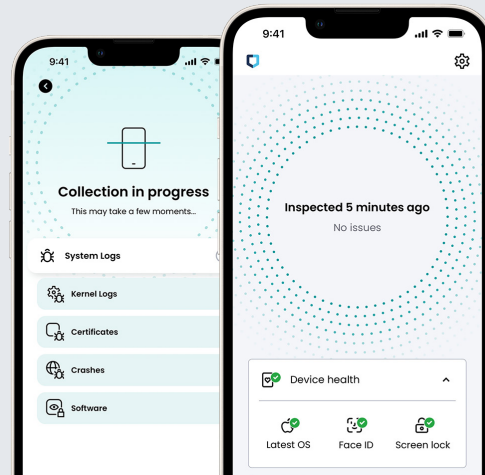 9:41
Collection in progress
This may take a few moments...
System Logs
Kernel Logs
Certificates
Crashes
Software
9:41
Inspected 5 minutes ago
No issues
Device health
Latest OS
Face ID
Screen lock